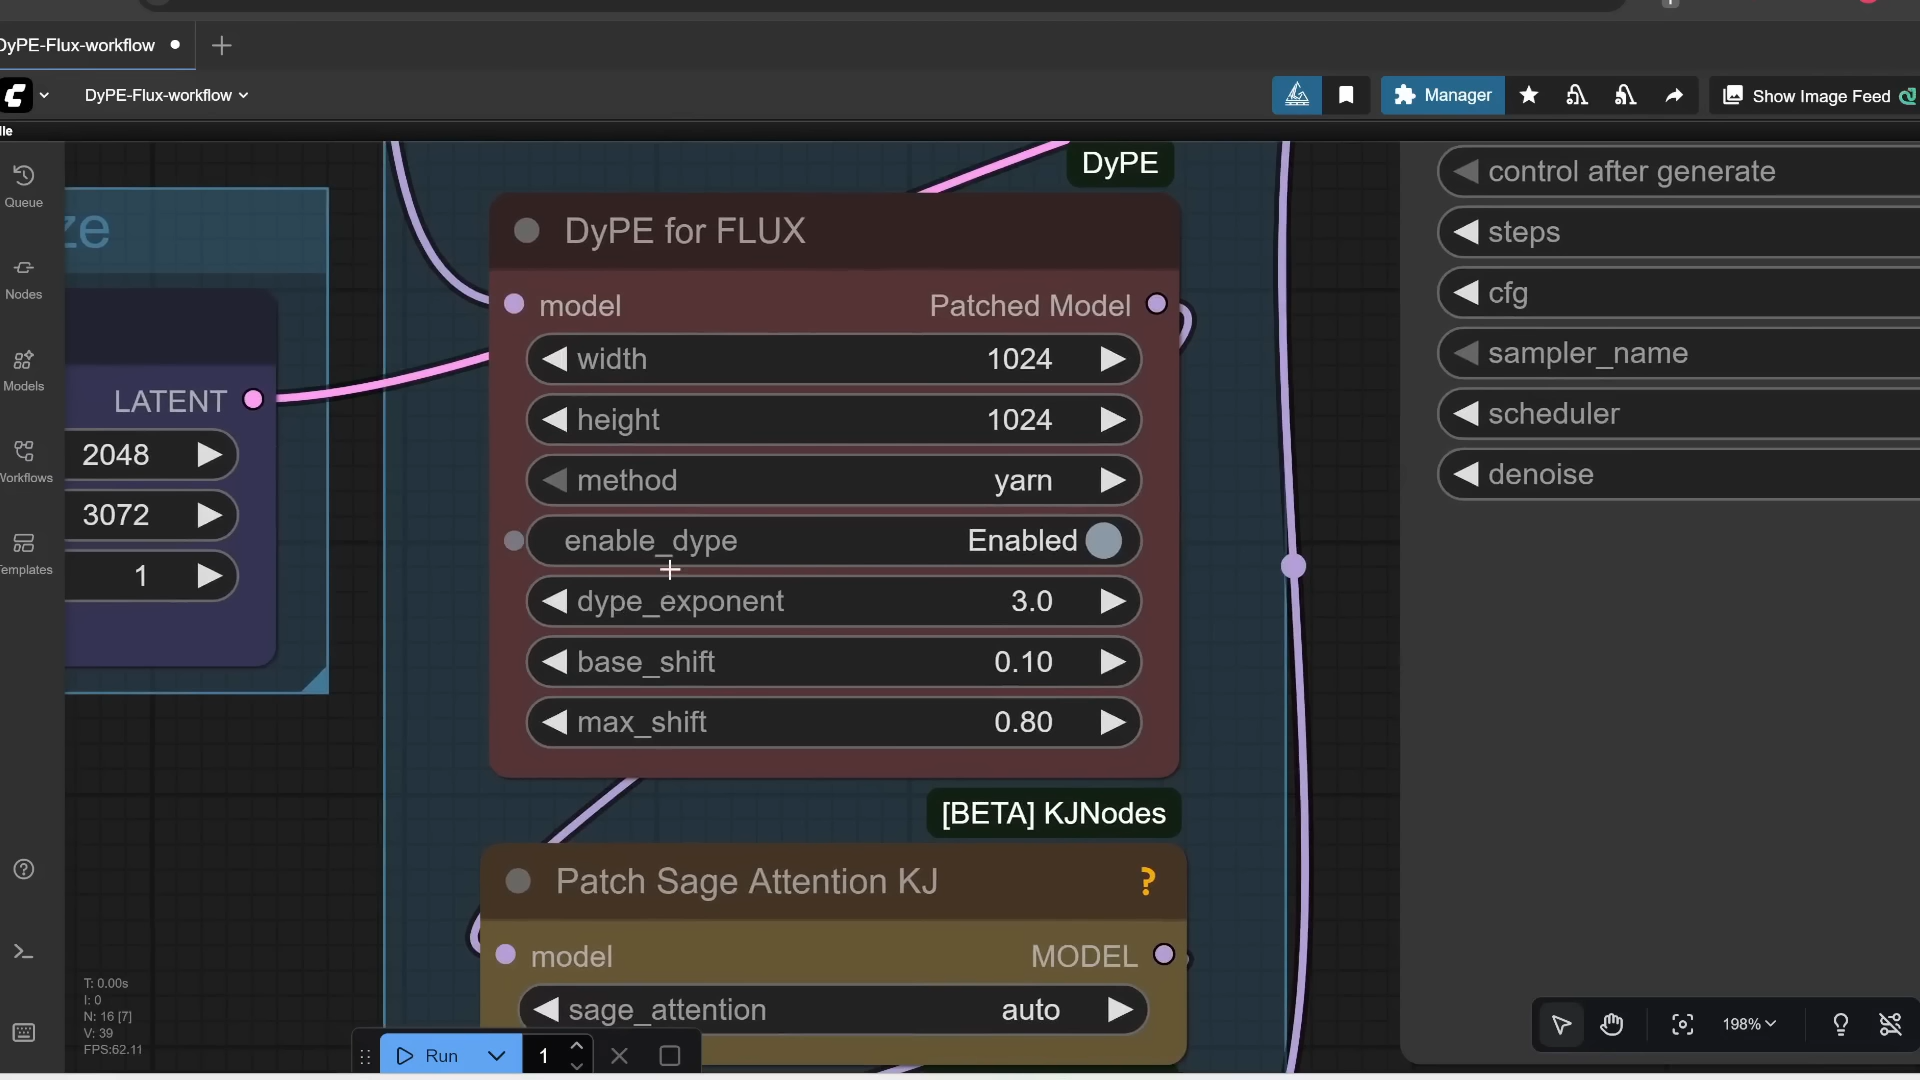 DyPE-Flux-workflow
DyPE-Flux-workflow
Manager
Show Image Feed
dle
Queue
Nodes
Models
Workflows
Templates
ze
LATENT
2048
3072
1
DyPE
DyPE for FLUX
model
Patched Model
width 1024
height 1024
method yarn
enable_dype Enabled
dype_exponent 3.0
base_shift 0.10
max_shift 0.80
[BETA] KJNodes
Patch Sage Attention KJ ?
model MODEL
sage_attention auto
control after generate
steps
cfg
sampler_name
scheduler
denoise
T: 0.00s
I: 0
N: 16 [7]
V: 39
FPS:62.11
Run 1
198%